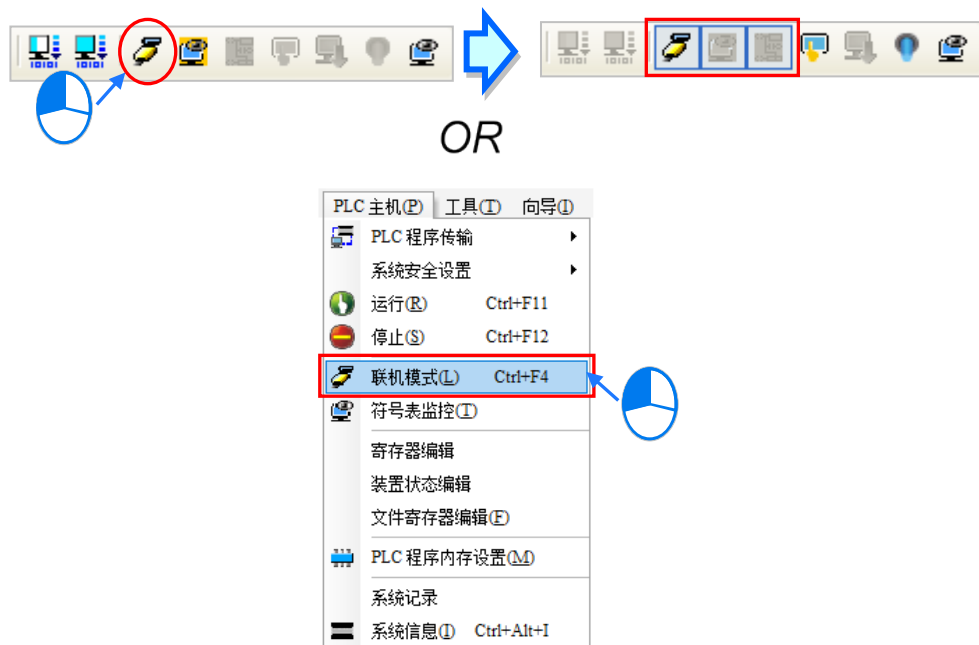 OR
PLC 主机(P) 工具(T) 向导(I)
PLC 程序传输
系统安全设置
运行(R) Ctrl+F11
停止(S) Ctrl+F12
联机模式(L) Ctrl+F4
符号表监控(T)
寄存器编辑
装置状态编辑
文件寄存器编辑(F)
PLC 程序内存设置(M)
系统记录
系统信息(I) Ctrl+Alt+I